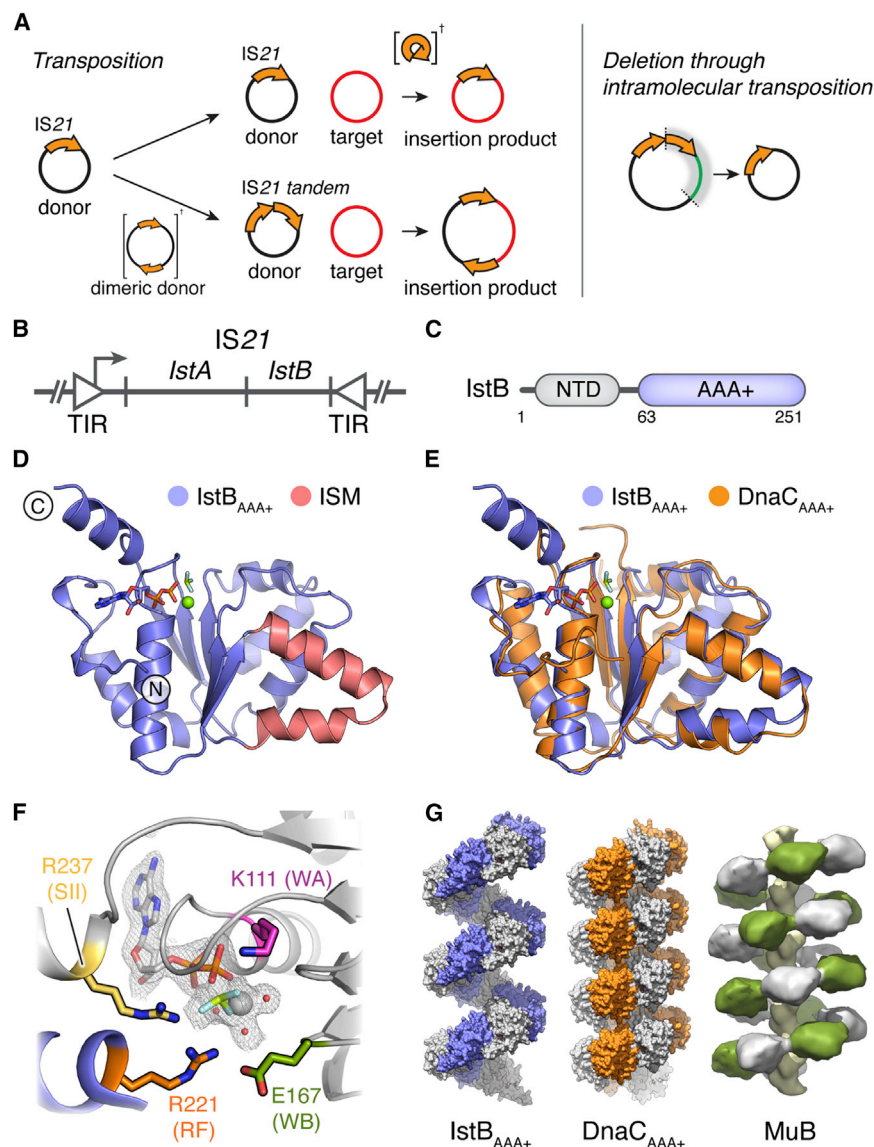 A
Transposition
IS21
donor
IS21
donor
target
[ ]†
insertion product
[ ]†
dimeric donor
IS21 tandem
donor
target
insertion product
Deletion through
intramolecular transposition
B
IS21
IstA
IstB
TIR
TIR
C
IstB
NTD
AAA+
1
63
251
D
IstBAAA+
ISM
C
N
E
IstBAAA+
DnaCAAA+
F
R237
(SII)
K111 (WA)
R221
(RF)
E167
(WB)
G
IstBAAA+
DnaCAAA+
MuB